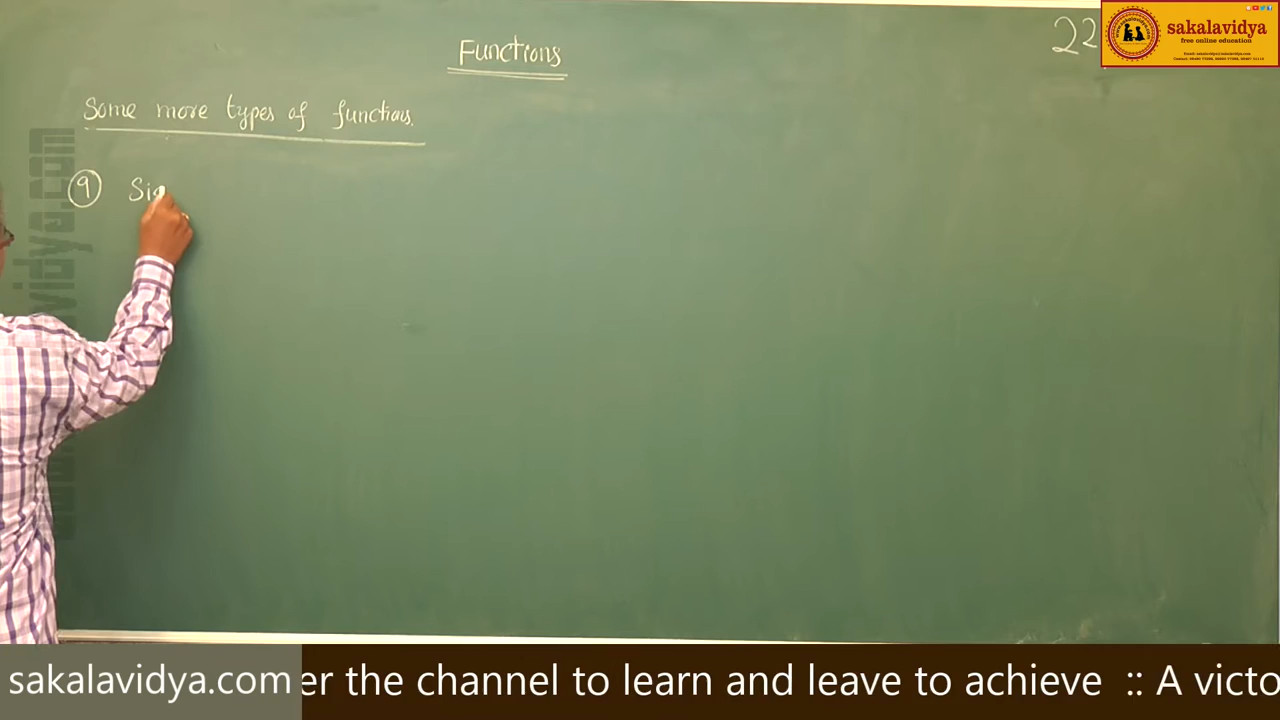 Functions
22
sakalavidya
free online education
Some more types of functions.
9 Sig
sakalavidya.com
er the channel to learn and leave to achieve :: A victo